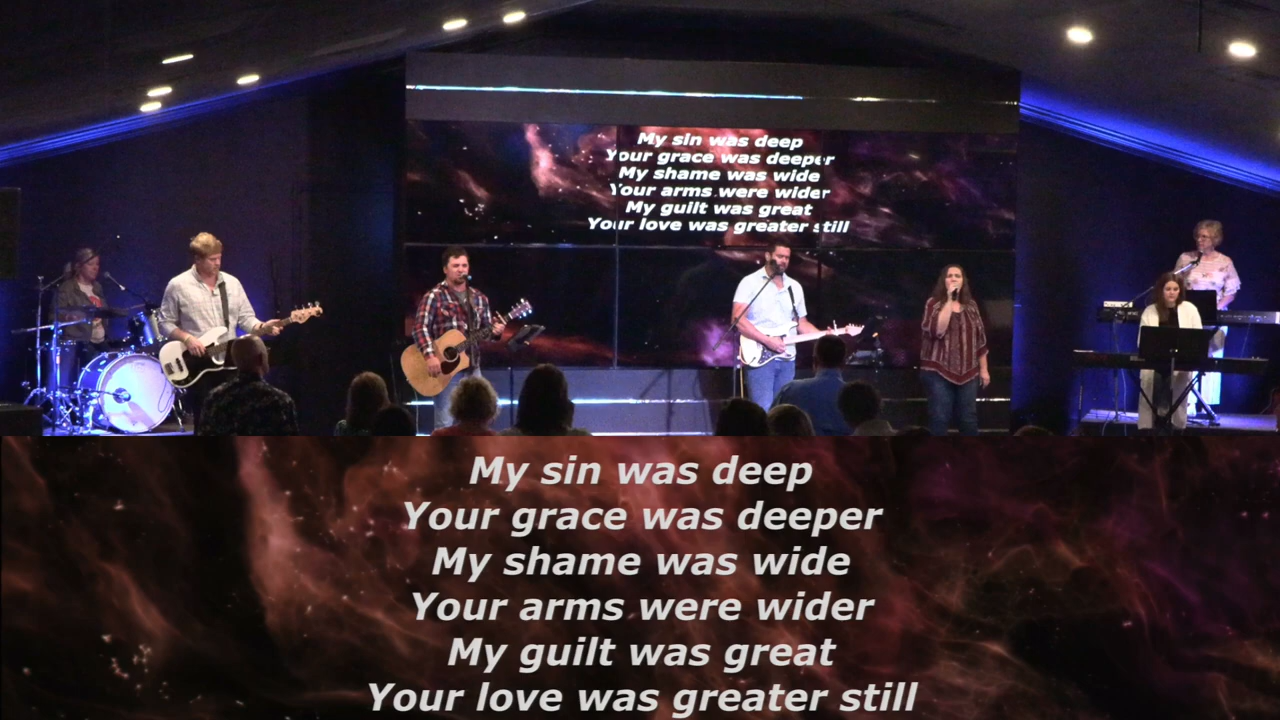 My sin was deep
Your grace was deeper
My shame was wide
Your arms were wider
My guilt was great
Your love was greater still
My sin was deep
Your grace was deeper
My shame was wide
Your arms were wider
My guilt was great
Your love was greater still